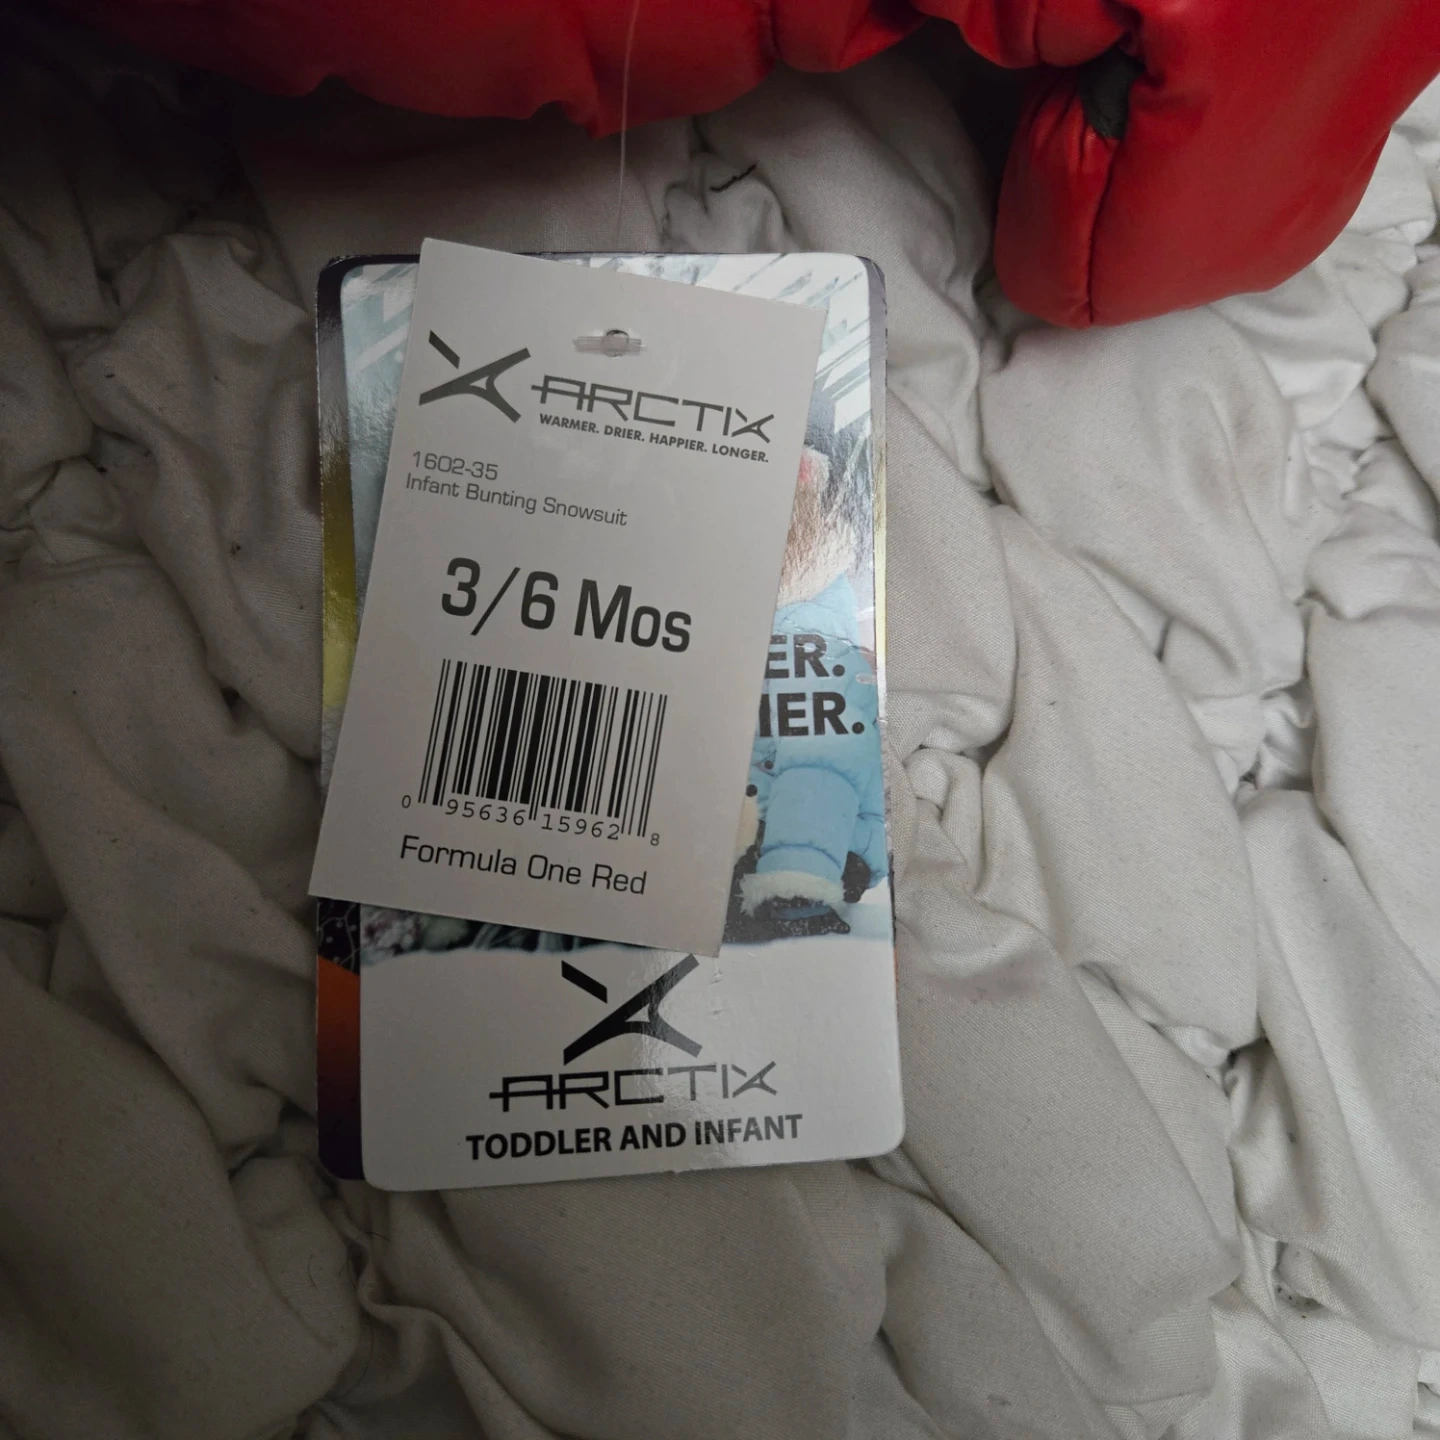 ARCTIX
WARMER. DRIER. HAPPIER. LONGER.
1602-35
Infant Bunting Snowsuit
3/6 Mos
0 95636 15962 8
Formula One Red
ER.
IER.
ARCTIX
TODDLER AND INFANT